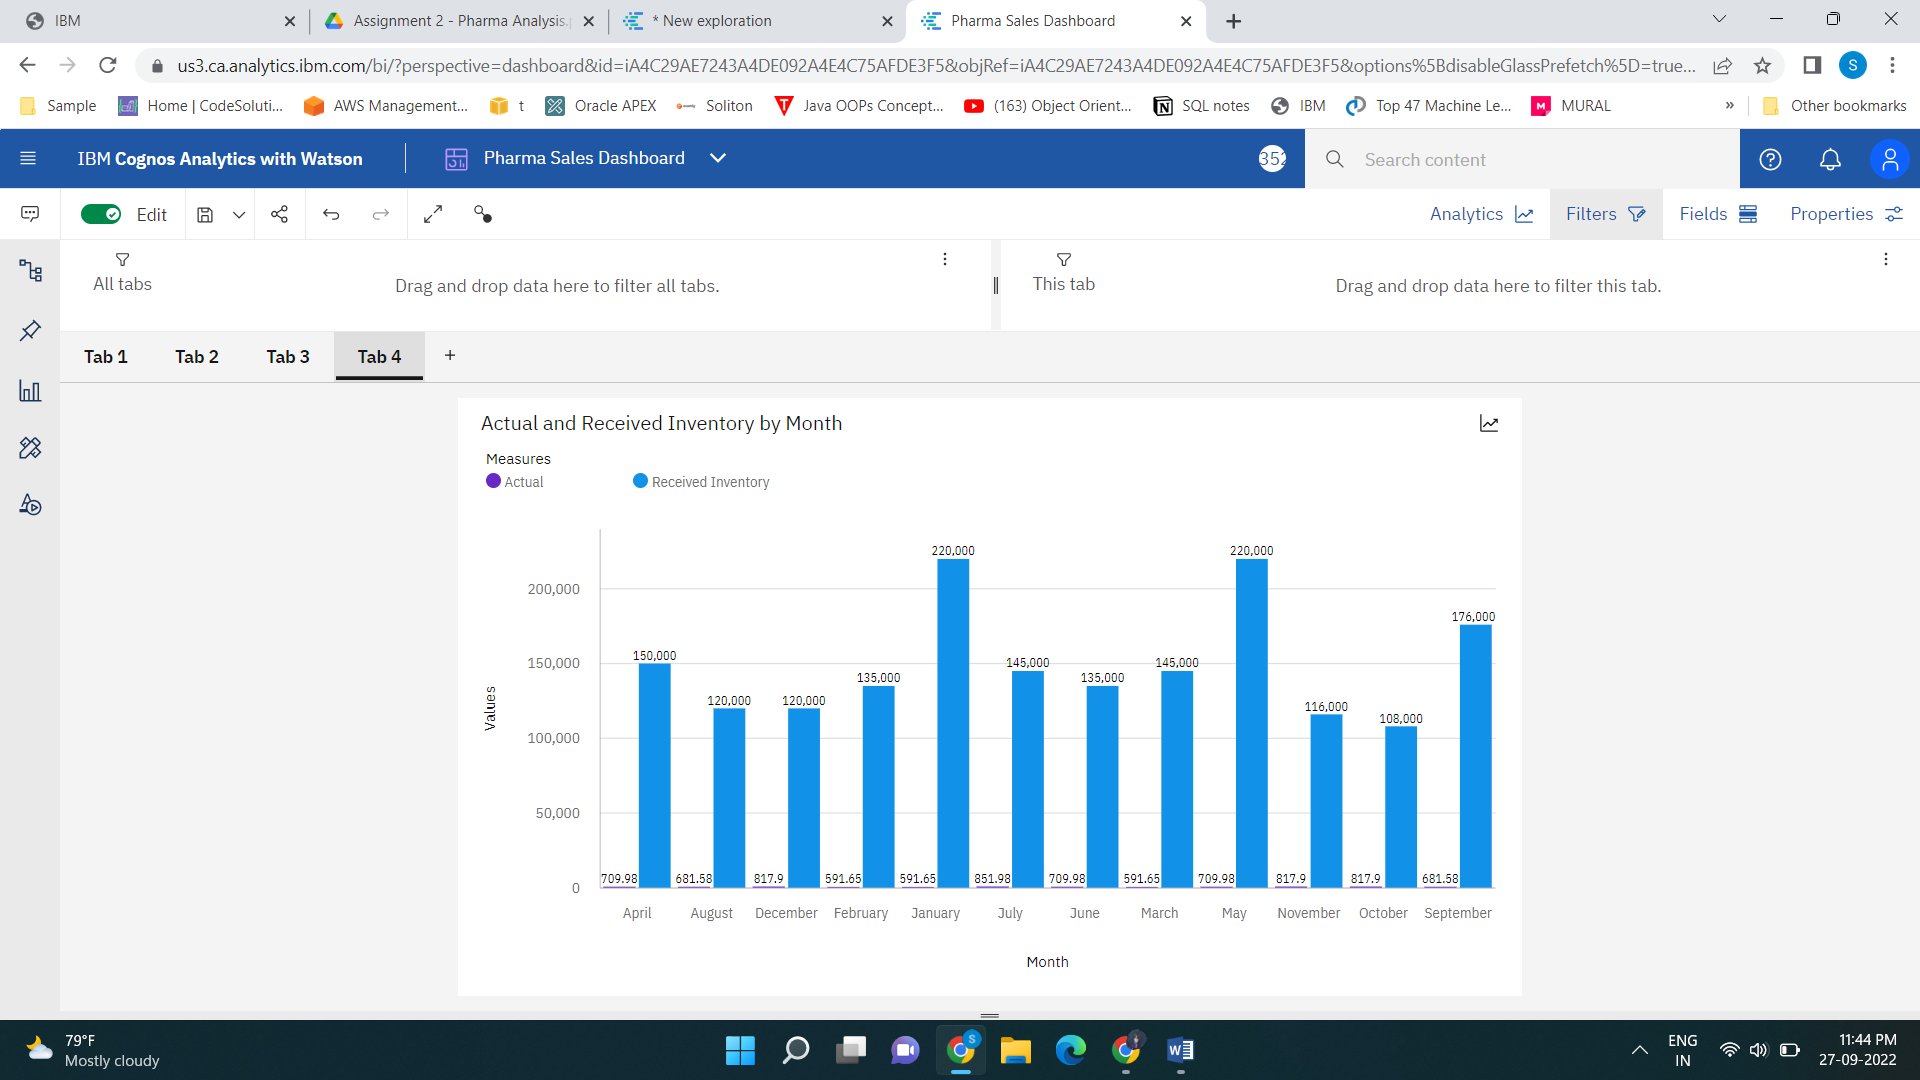 IBM
Assignment 2 - Pharma Analysis.
* New exploration
Pharma Sales Dashboard
us3.ca.analytics.ibm.com/bi/?perspective=dashboard&id=iA4C29AE7243A4DE092A4E4C75AFDE3F5&objRef=iA4C29AE7243A4DE092A4E4C75AFDE3F5&options%5BdisableGlassPrefetch%5D=true...
S
Sample
Home | CodeSoluti...
AWS Management...
t
Oracle APEX
Soliton
Java OOPs Concept...
(163) Object Orient...
SQL notes
IBM
Top 47 Machine Le...
MURAL
»
Other bookmarks
IBM Cognos Analytics with Watson
Pharma Sales Dashboard
352
Search content
Edit
Analytics
Filters
Fields
Properties
All tabs
Drag and drop data here to filter all tabs.
This tab
Drag and drop data here to filter this tab.
Tab 1
Tab 2
Tab 3
Tab 4
+
Actual and Received Inventory by Month
Measures
Actual
Received Inventory
Values
200,000
150,000
100,000
50,000
0
709.98
150,000
681.58
120,000
817.9
120,000
591.65
135,000
591.65
220,000
851.98
145,000
709.98
135,000
591.65
145,000
709.98
220,000
817.9
116,000
817.9
108,000
681.58
176,000
April
August
December
February
January
July
June
March
May
November
October
September
Month
79°F
Mostly cloudy
S
ENG
IN
11:44 PM
27-09-2022